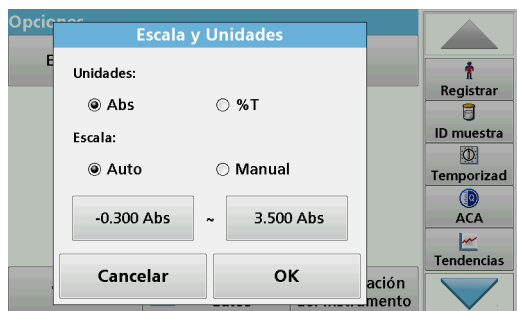 Opciones
Escala y Unidades
Unidades:
Abs
%T
Escala:
Auto
Manual
-0.300 Abs
~
3.500 Abs
Cancelar
OK
Registrar
ID muestra
Temporizad
ACA
Tendencias